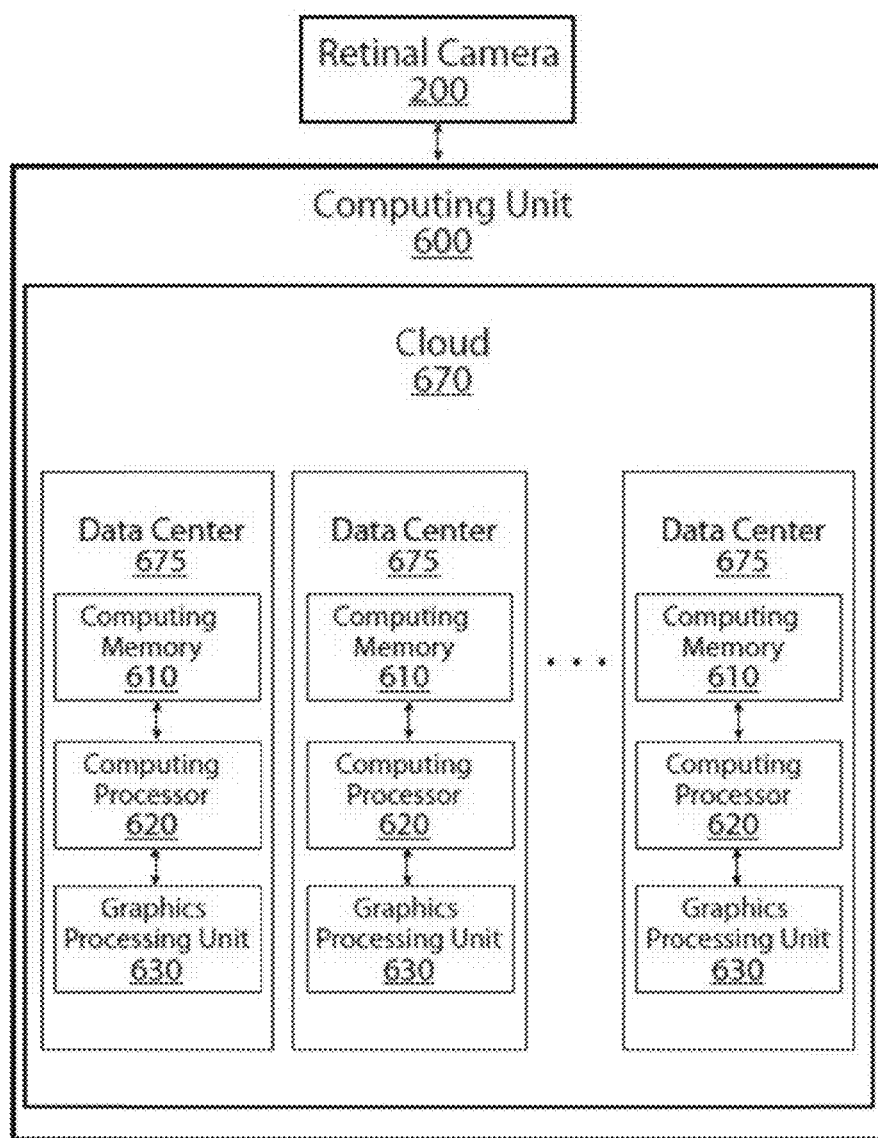 Retinal Camera
200
Computing Unit
600
Cloud
670
Data Center
675
Computing
Memory
610
Computing
Processor
620
Graphics
Processing Unit
630
Data Center
675
Computing
Memory
610
Computing
Processor
620
Graphics
Processing Unit
630
. . .
Data Center
675
Computing
Memory
610
Computing
Processor
620
Graphics
Processing Unit
630